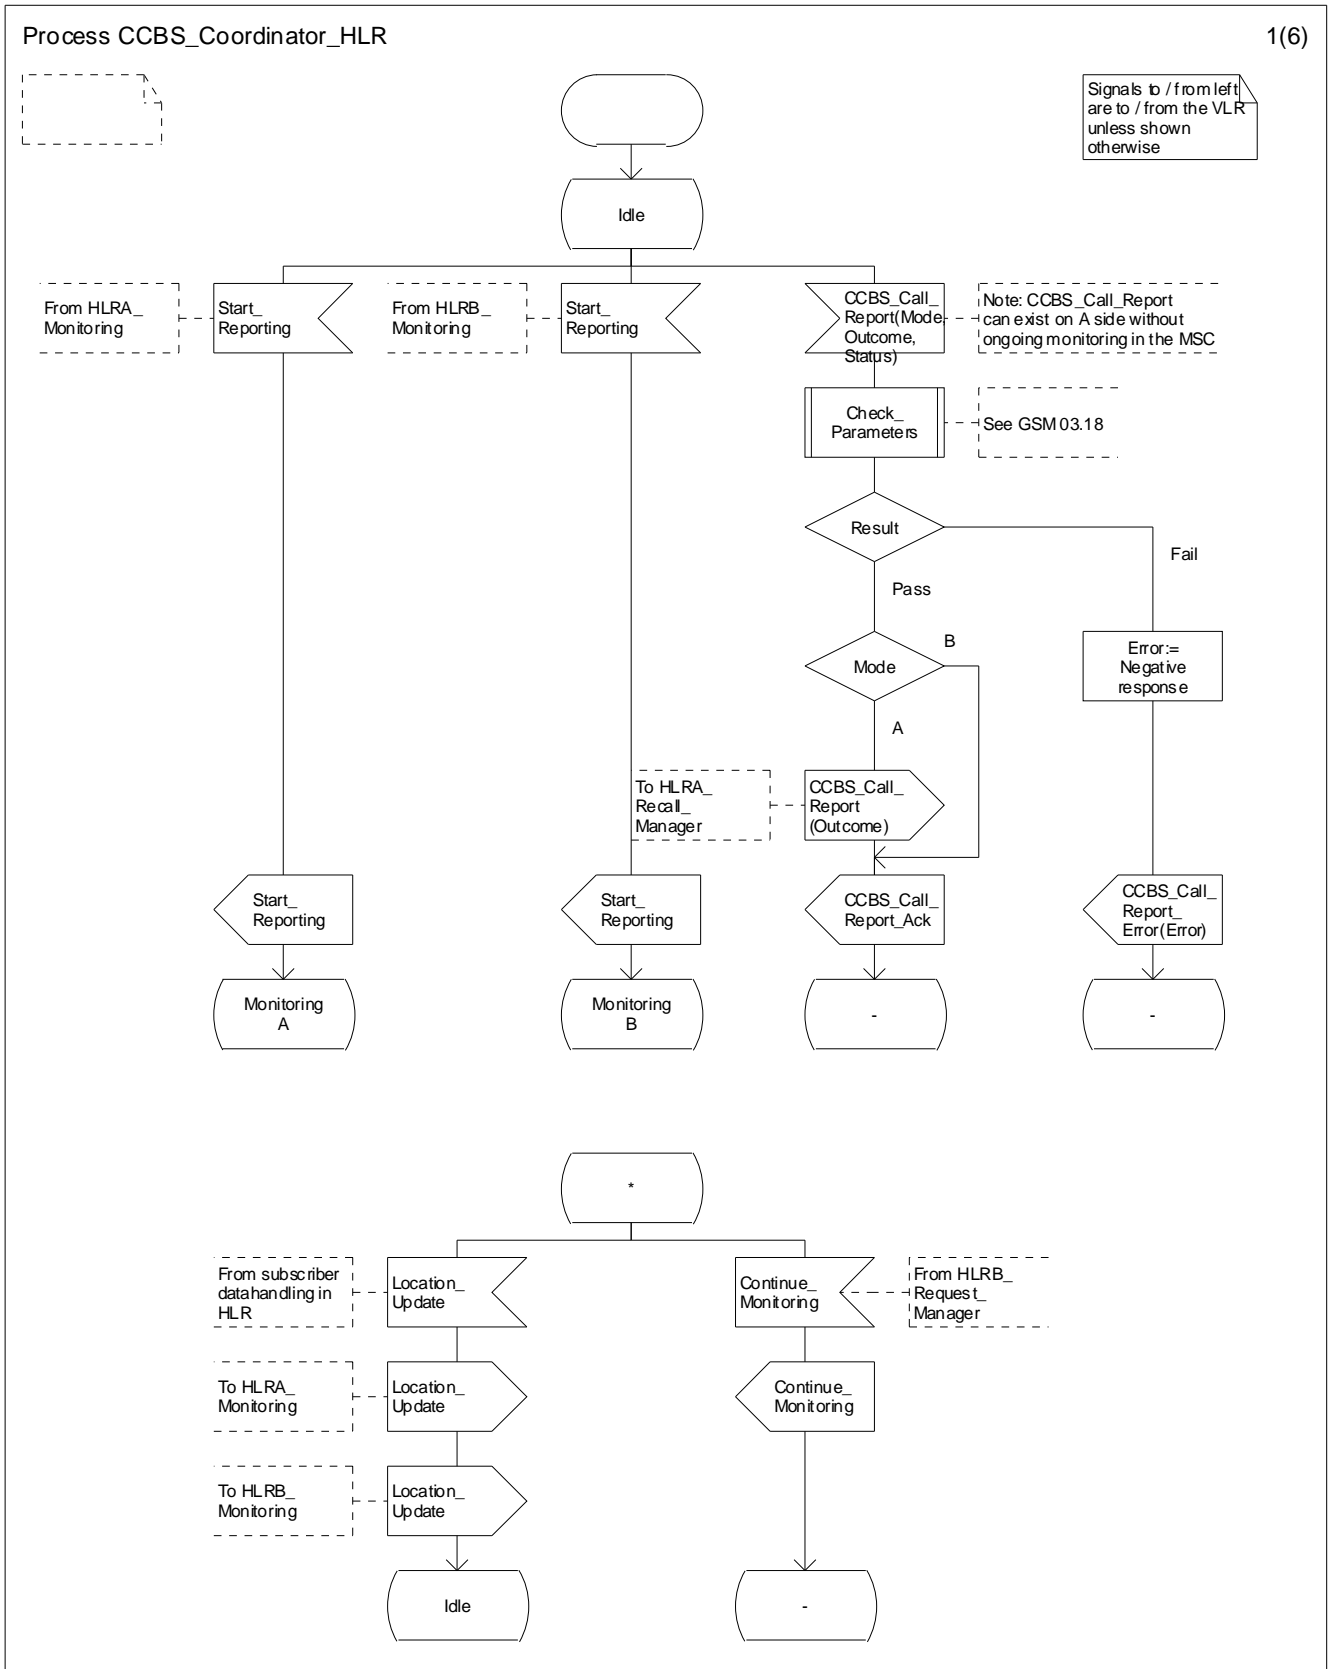 Process CCBS_Coordinator_HLR
1(6)
Signals to / from left
are to / from the VLR
unless shown
otherwise
Idle
From HLRA_
Monitoring
Start_
Reporting
From HLRB_
Monitoring
Start_
Reporting
CCBS_Call_
Report(Mode,
Outcome,
Status)
Note: CCBS_Call_Report
can exist on A side without
ongoing monitoring in the MSC
Check_
Parameters
See GSM 03.18
Result
Fail
Pass
B
Mode
Error:=
Negative
response
A
To HLRA_
Recall_
Manager
CCBS_Call_
Report
(Outcome)
Start_
Reporting
Start_
Reporting
CCBS_Call_
Report_Ack
CCBS_Call_
Report_
Error(Error)
Monitoring
A
Monitoring
B
-
-
*
From subscriber
datahandling in
HLR
Location_
Update
Continue_
Monitoring
From HLRB_
Request_
Manager
To HLRA_
Monitoring
Location_
Update
Continue_
Monitoring
To HLRB_
Monitoring
Location_
Update
Idle
-